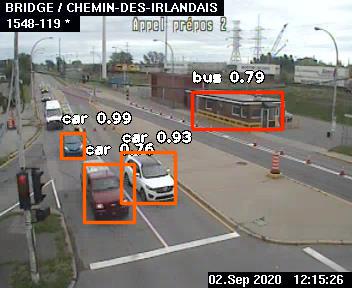 BRIDGE / CHEMIN-DES-IRLANDAIS
1548-119 *
Appel prépos 2
bus 0.79
car 0.99
car 0.93
car 0.76
02.Sep 2020 12:15:26